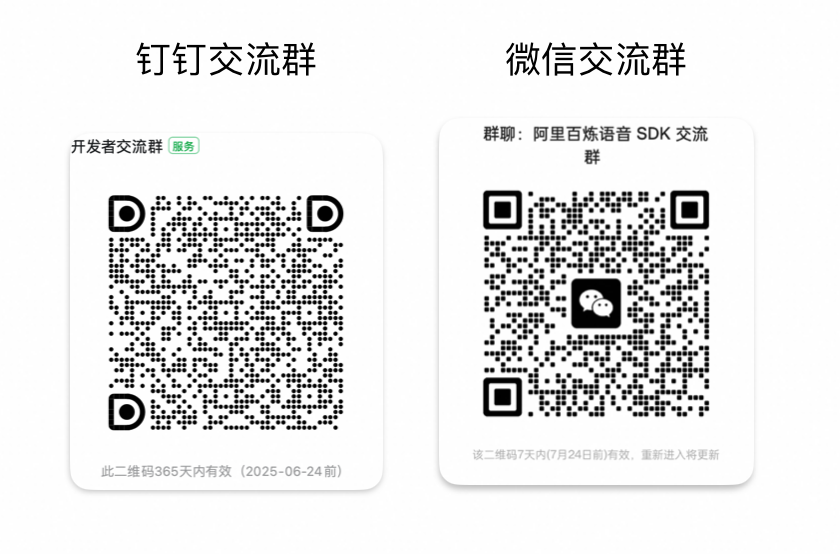 钉钉交流群
开发者交流群 服务
此二维码365天内有效（2025-06-24前）
微信交流群
群聊：阿里百炼语音 SDK 交流
群
该二维码7天内(7月24日前)有效，重新进入将更新